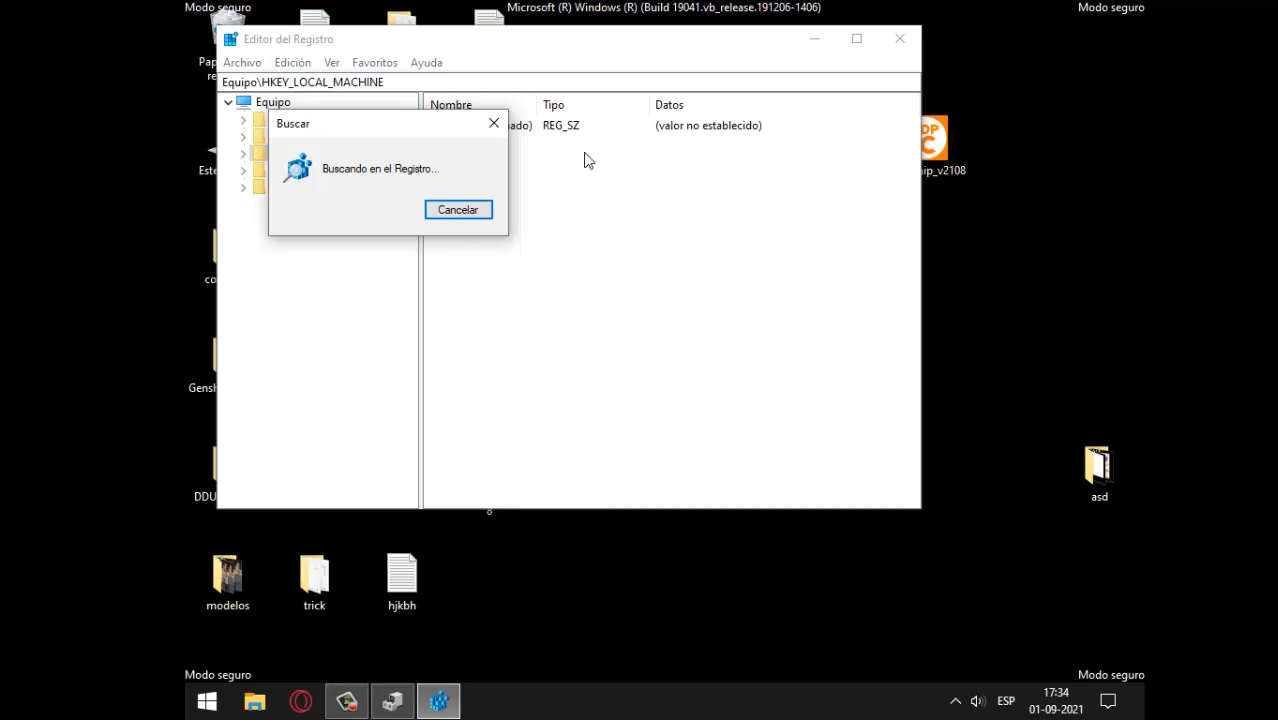 Modo seguro
Microsoft (R) Windows (R) (Build 19041.vb_release.191206-1406)
Modo seguro
Editor del Registro
Archivo
Edición
Ver
Favoritos
Ayuda
Equipo\HKEY_LOCAL_MACHINE
Equipo
Nombre
Tipo
Datos
REG_SZ
(valor no establecido)
Buscar
Buscando en el Registro...
Cancelar
ip_v2108
asd
modelos
trick
hjkbh
Modo seguro
Modo seguro
ESP
17:34
01-09-2021